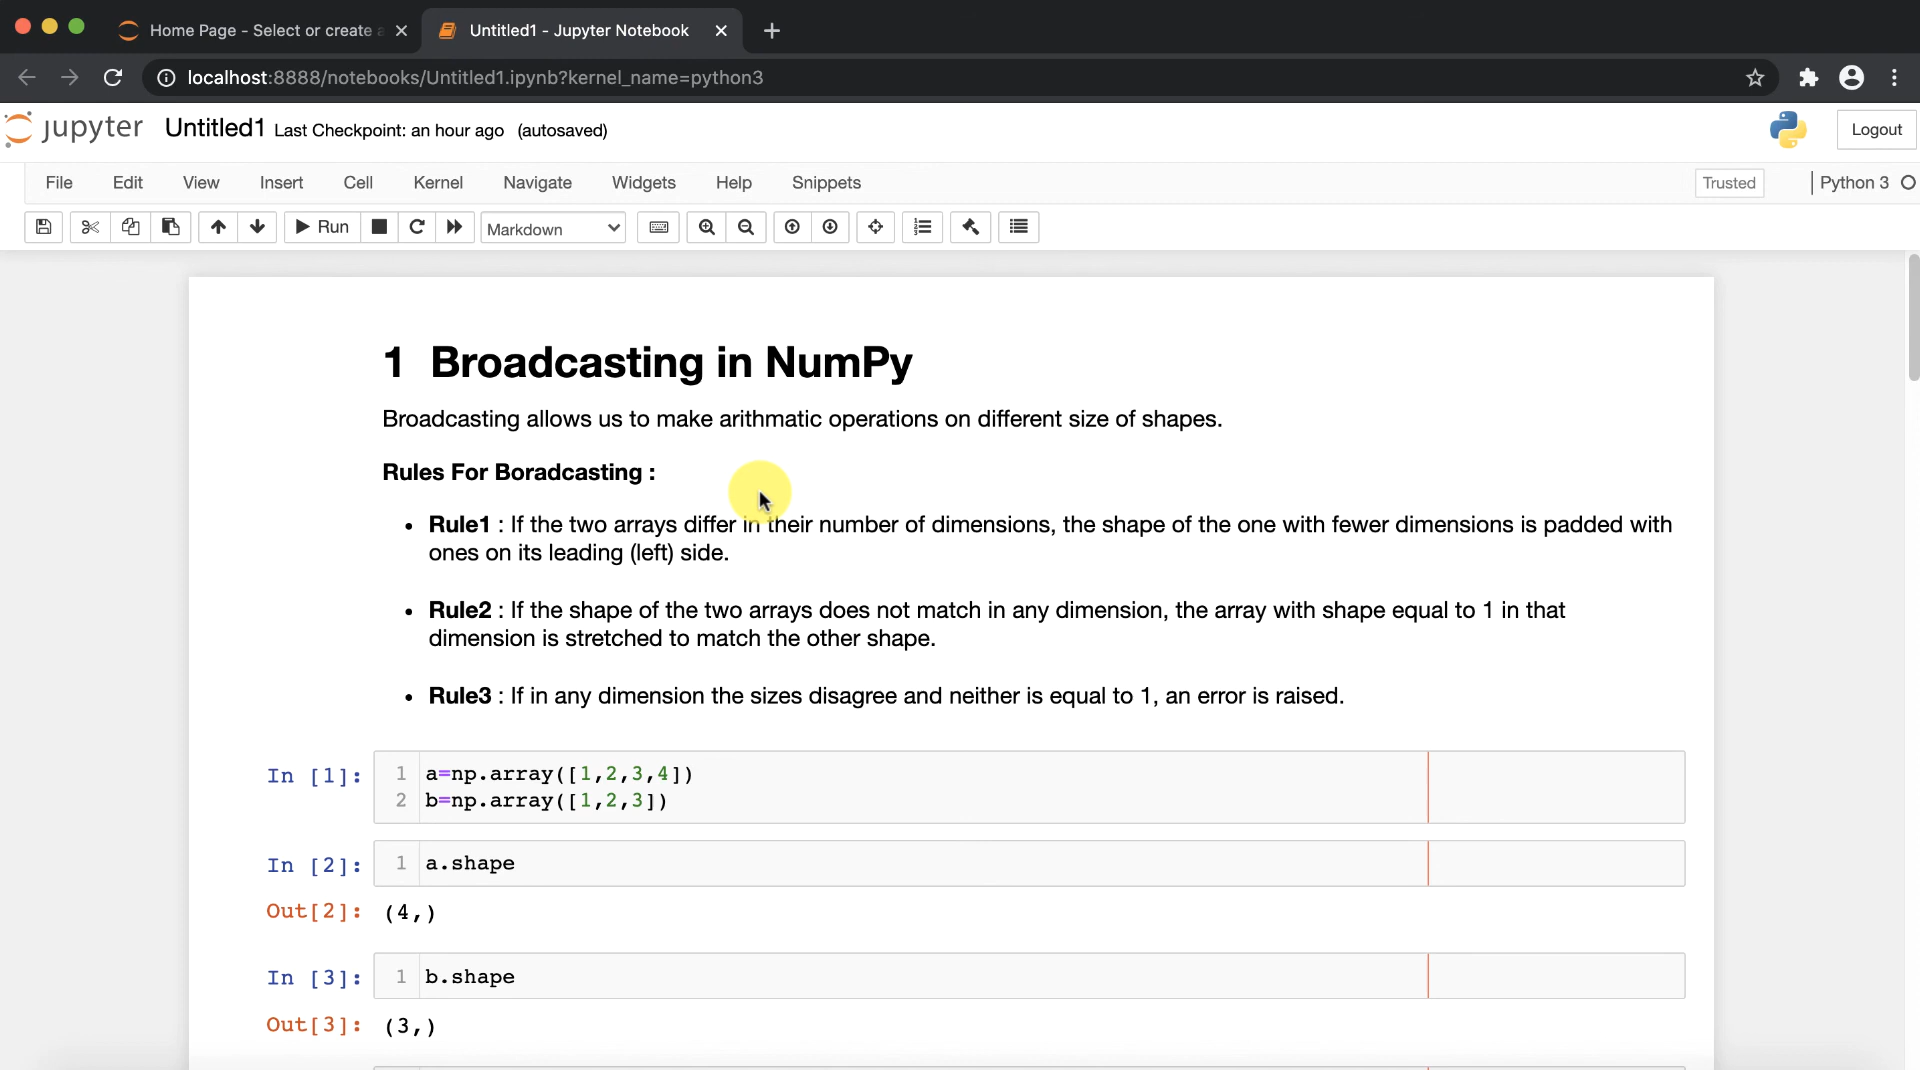 Home Page - Select or create a
Untitled1 - Jupyter Notebook
localhost:8888/notebooks/Untitled1.ipynb?kernel_name=python3
jupyter Untitled1 Last Checkpoint: an hour ago (autosaved)
Logout
File Edit View Insert Cell Kernel Navigate Widgets Help Snippets
Trusted
Python 3
Run
Markdown
1 Broadcasting in NumPy
Broadcasting allows us to make arithmatic operations on different size of shapes.
Rules For Boradcasting :
• Rule1 : If the two arrays differ in their number of dimensions, the shape of the one with fewer dimensions is padded with
ones on its leading (left) side.
• Rule2 : If the shape of the two arrays does not match in any dimension, the array with shape equal to 1 in that
dimension is stretched to match the other shape.
• Rule3 : If in any dimension the sizes disagree and neither is equal to 1, an error is raised.
In [1]: 1 a=np.array([1,2,3,4])
2 b=np.array([1,2,3])
In [2]: 1 a.shape
Out[2]: (4,)
In [3]: 1 b.shape
Out[3]: (3,)